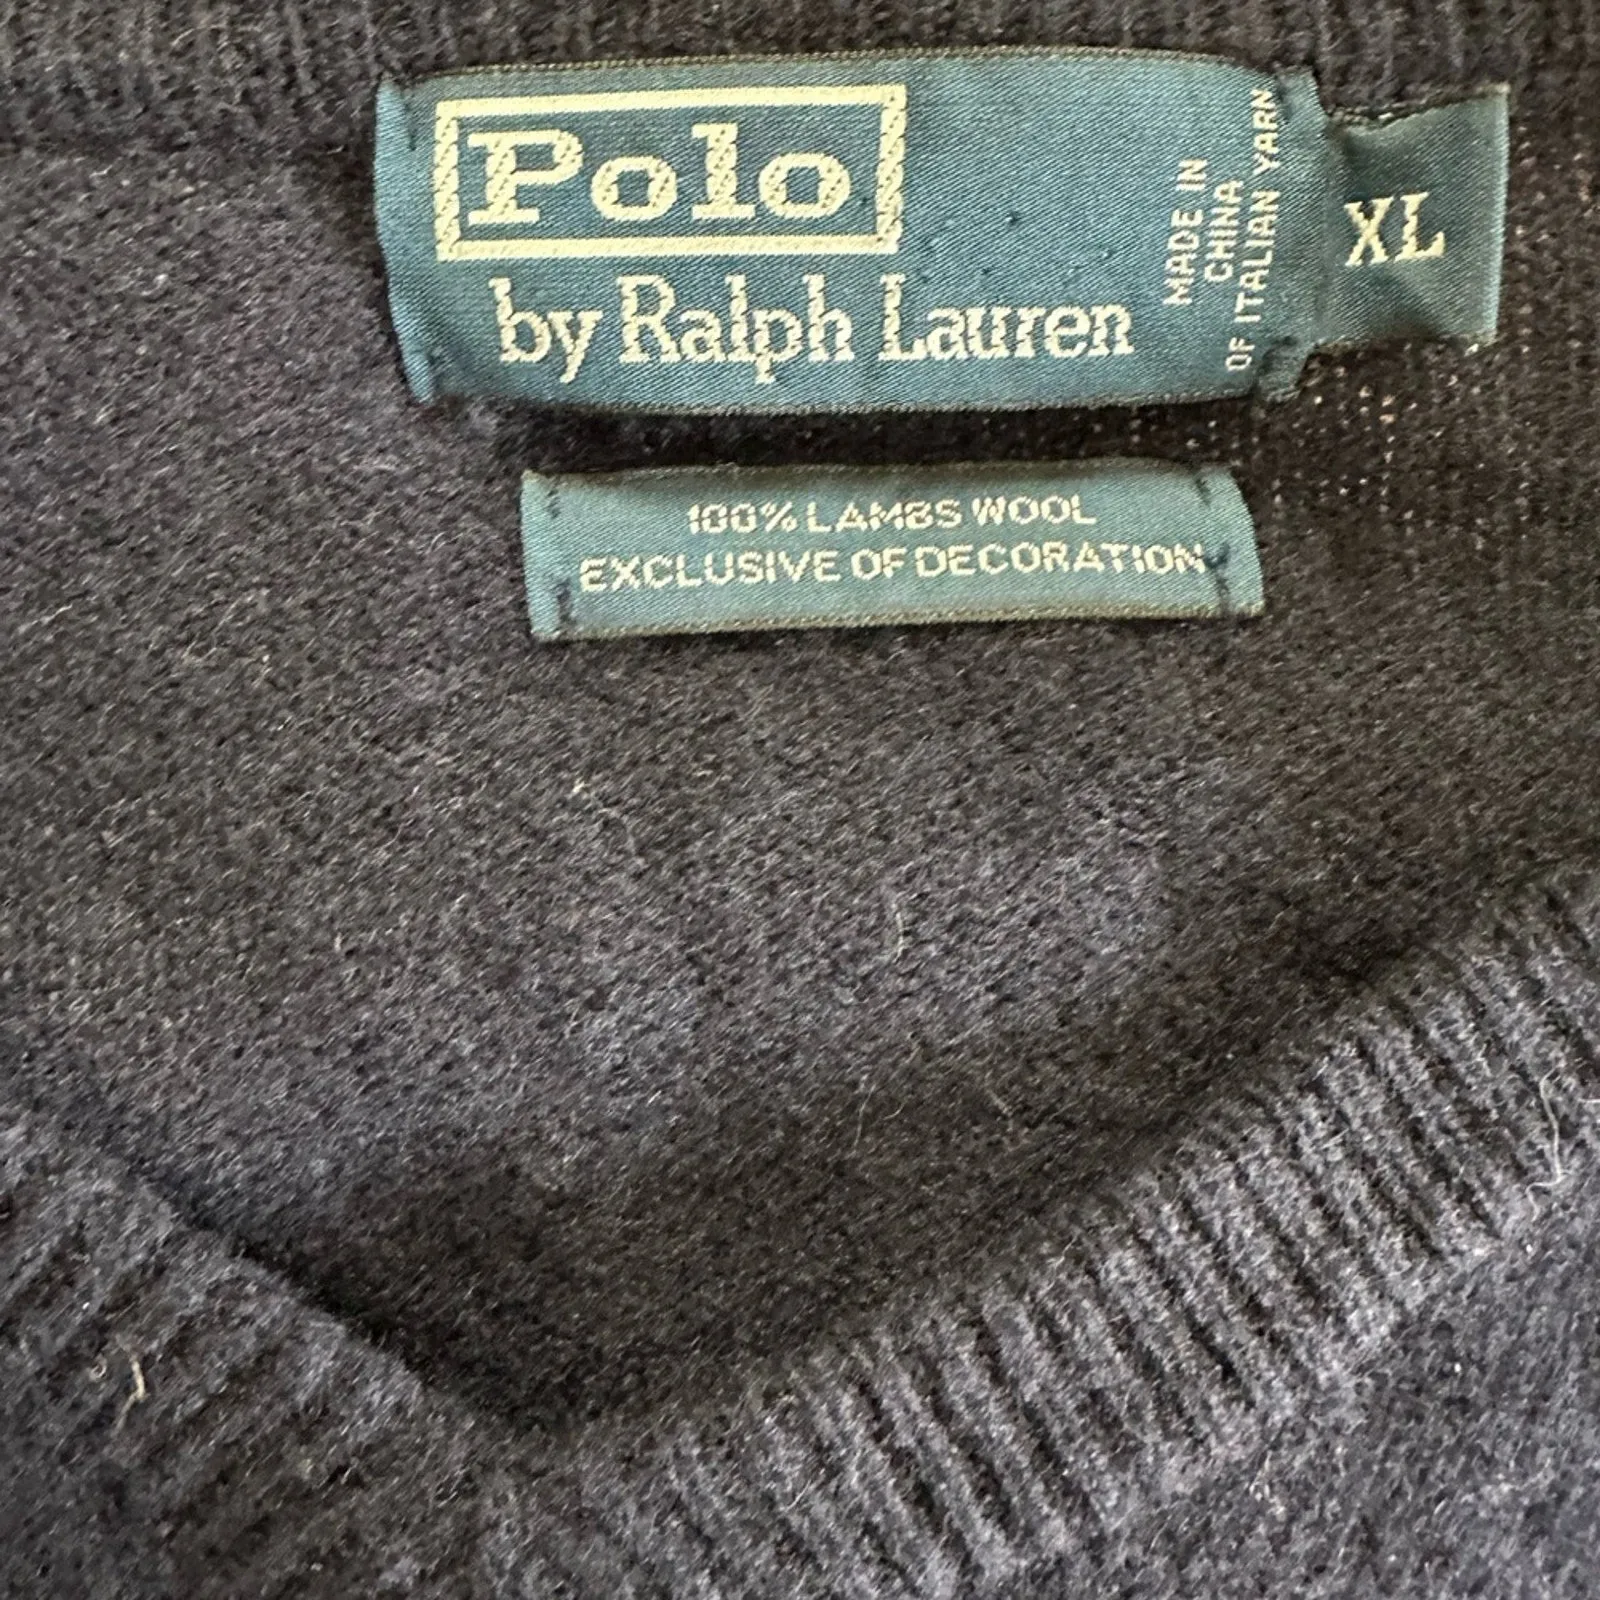 Polo
by Ralph Lauren
MADE IN
CHINA
OF ITALIAN YARN
XL
100% LAMBS WOOL
EXCLUSIVE OF DECORATION